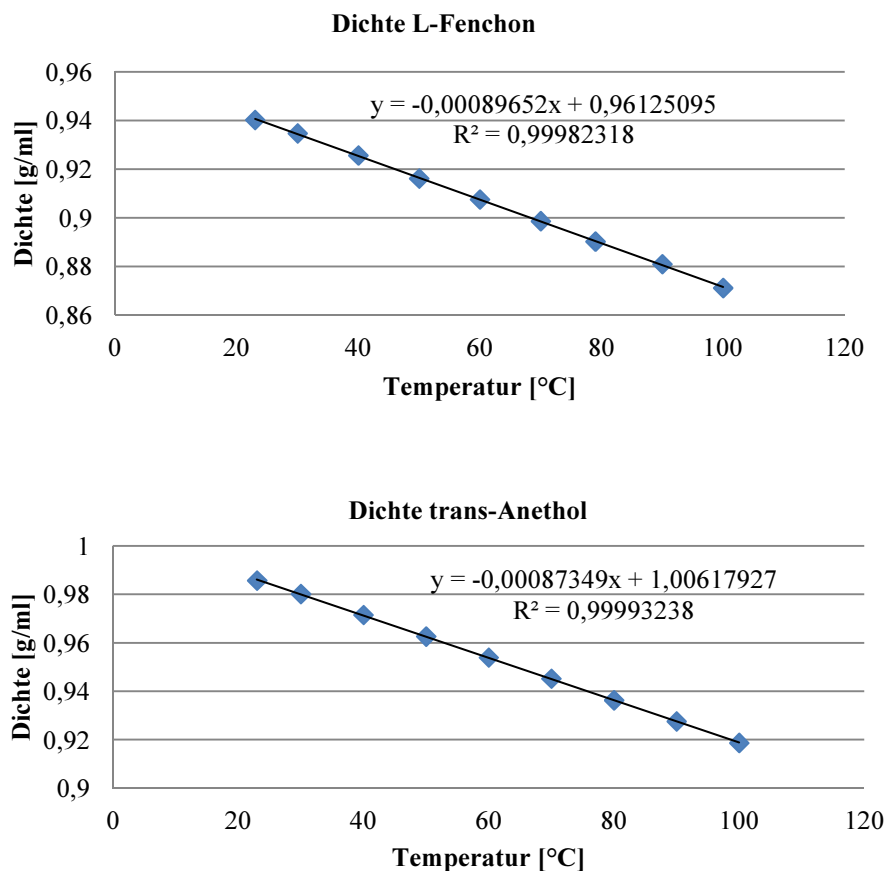 Dichte L-Fenchon
0,96
0,94
0,92
0,9
0,88
0,86
y = -0,00089652x + 0,96125095
R² = 0,99982318
Dichte [g/ml]
0 20 40 60 80 100 120
Temperatur [°C]
Dichte trans-Anethol
1
0,98
0,96
0,94
0,92
0,9
y = -0,00087349x + 1,00617927
R² = 0,99993238
Dichte [g/ml]
0 20 40 60 80 100 120
Temperatur [°C]